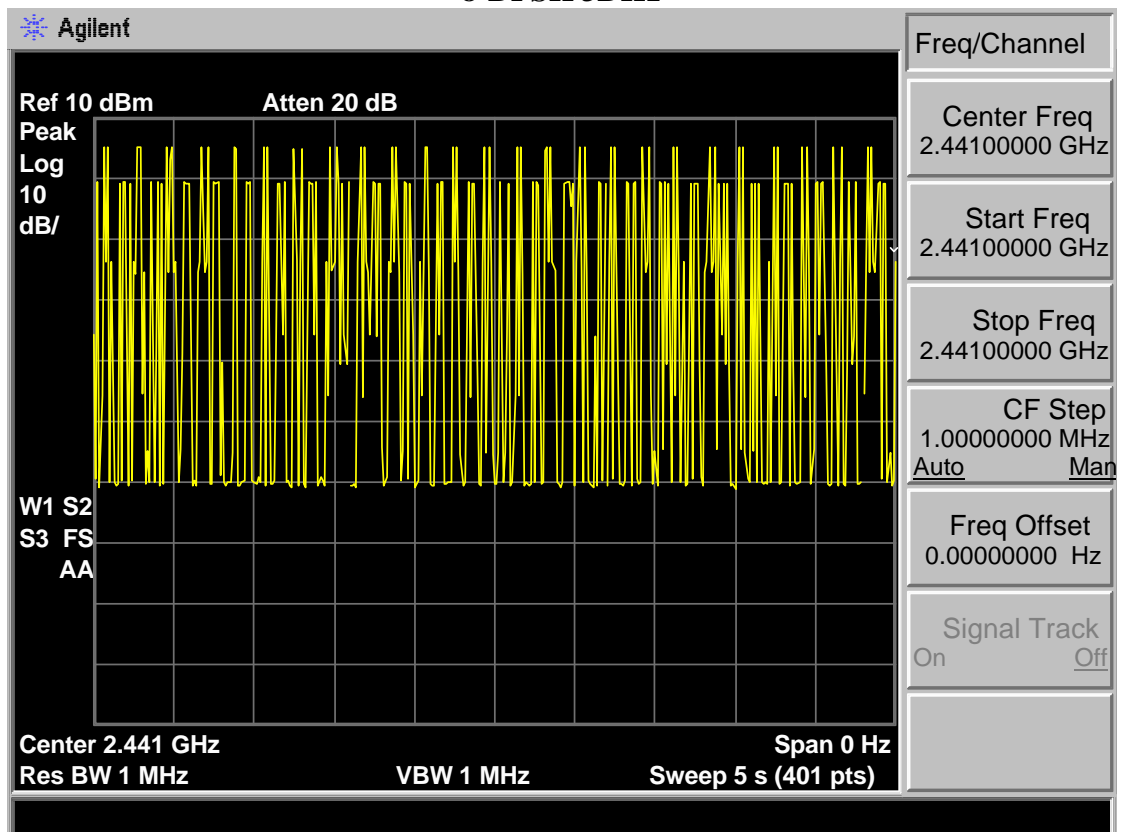 Agilent
Freq/Channel
Ref 10 dBm Atten 20 dB
Peak
Log
10
dB/
W1 S2
S3 FS
AA
Center 2.441 GHz Span 0 Hz
Res BW 1 MHz VBW 1 MHz Sweep 5 s (401 pts)
Center Freq
2.44100000 GHz
Start Freq
2.44100000 GHz
Stop Freq
2.44100000 GHz
CF Step
1.00000000 MHz
Auto Man
Freq Offset
0.00000000 Hz
Signal Track
On Off